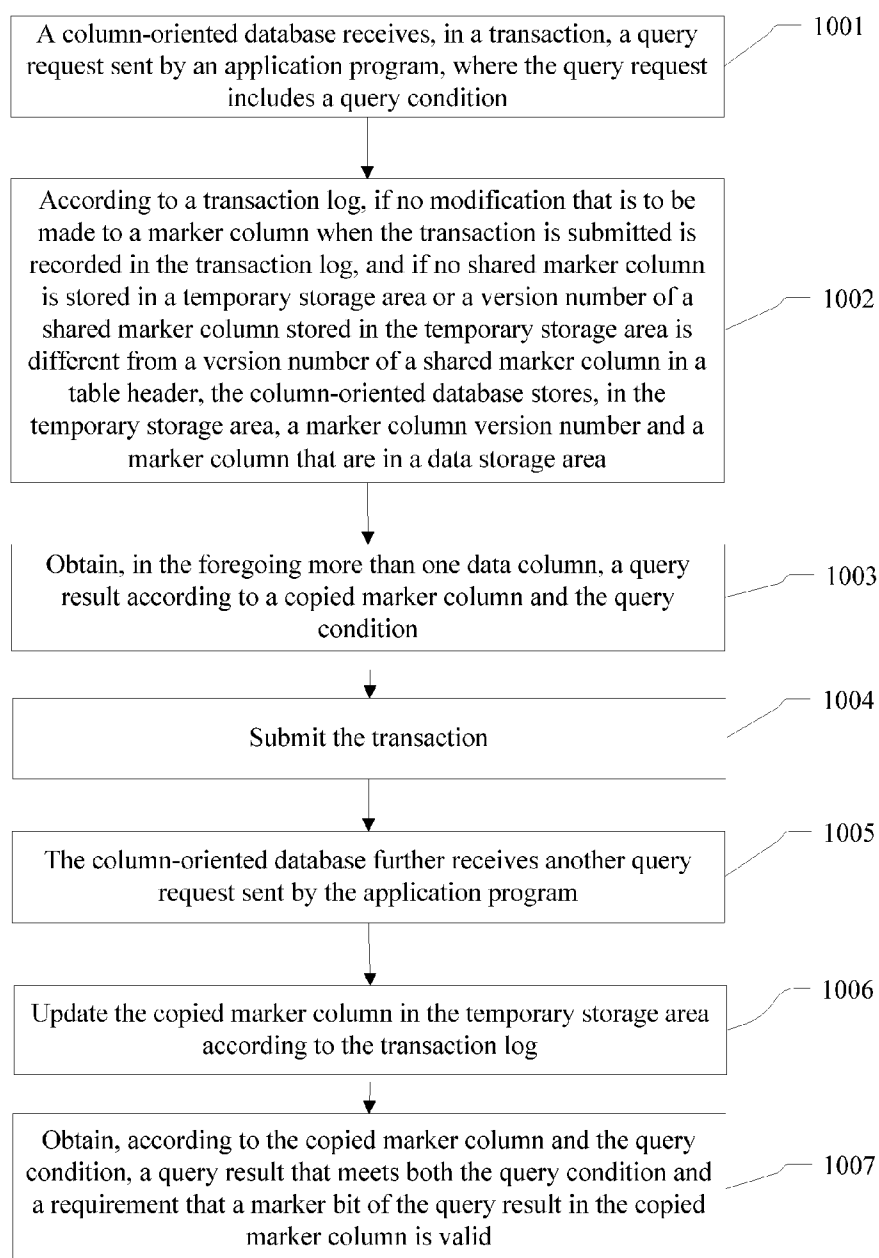 A column-oriented database receives, in a transaction, a query
request sent by an application program, where the query request
includes a query condition
1001
According to a transaction log, if no modification that is to be
made to a marker column when the transaction is submitted is
recorded in the transaction log, and if no shared marker column
is stored in a temporary storage area or a version number of a
shared marker column stored in the temporary storage area is
different from a version number of a shared marker column in a
table header, the column-oriented database stores, in the
temporary storage area, a marker column version number and a
marker column that are in a data storage area
1002
Obtain, in the foregoing more than one data column, a query
result according to a copied marker column and the query
condition
1003
Submit the transaction
1004
The column-oriented database further receives another query
request sent by the application program
1005
Update the copied marker column in the temporary storage area
according to the transaction log
1006
Obtain, according to the copied marker column and the query
condition, a query result that meets both the query condition and
a requirement that a marker bit of the query result in the copied
marker column is valid
1007